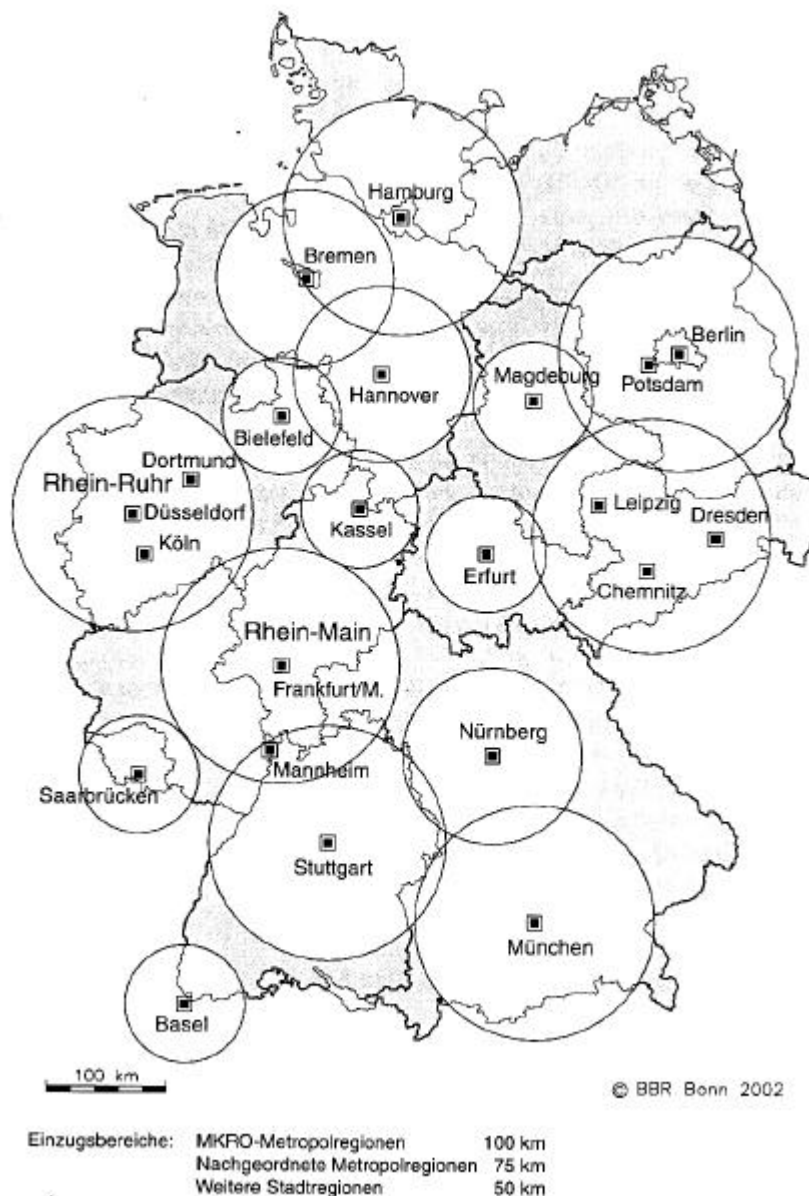 Hamburg
Bremen
Berlin
Hannover
Magdeburg
Potsdam
Bielefeld
Dortmund
Rhein-Ruhr
Düsseldorf
Kassel
Leipzig
Dresden
Köln
Erfurt
Chemnitz
Rhein-Main
Frankfurt/M.
Nürnberg
Mannheim
Saarbrücken
Stuttgart
München
Basel
100 km
© BBR Bonn 2002
Einzugsbereiche: MKRO-Metropolregionen 100 km
Nachgeordnete Metropolregionen 75 km
Weitere Stadtregionen 50 km